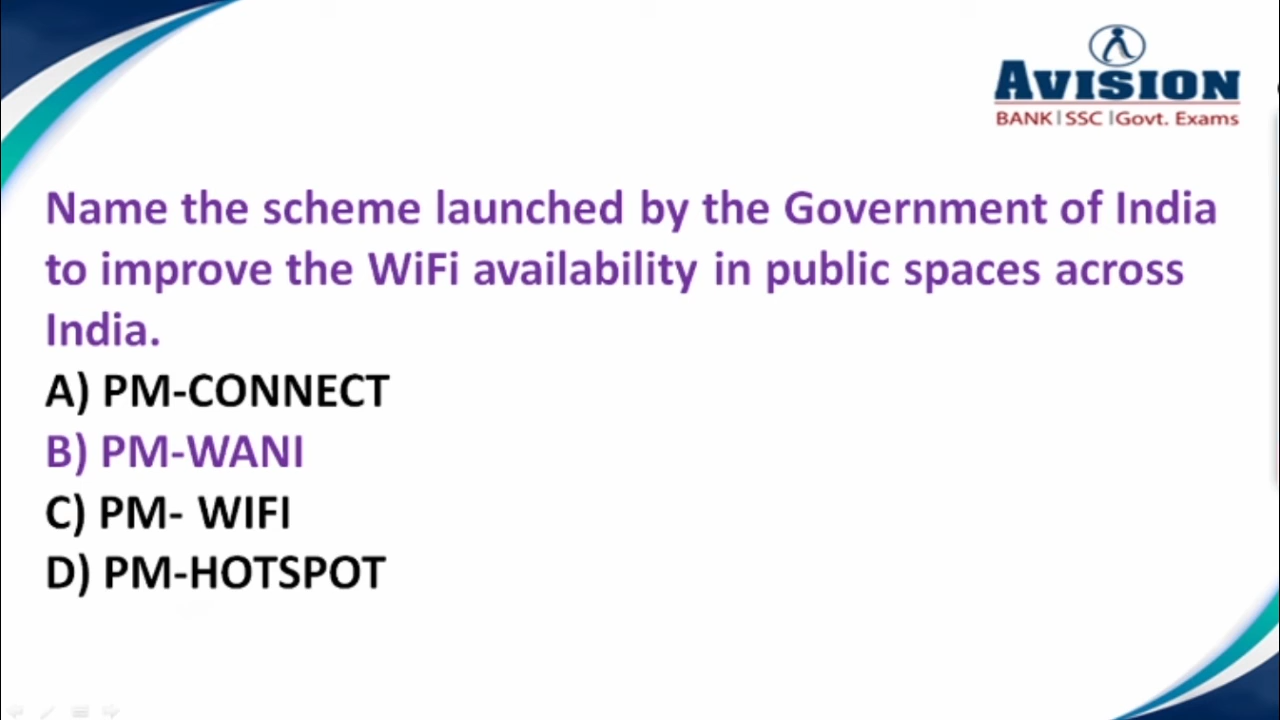 AVISION
BANK | SSC | Govt. Exams
Name the scheme launched by the Government of India
to improve the WiFi availability in public spaces across
India.
A) PM-CONNECT
B) PM-WANI
C) PM- WIFI
D) PM-HOTSPOT